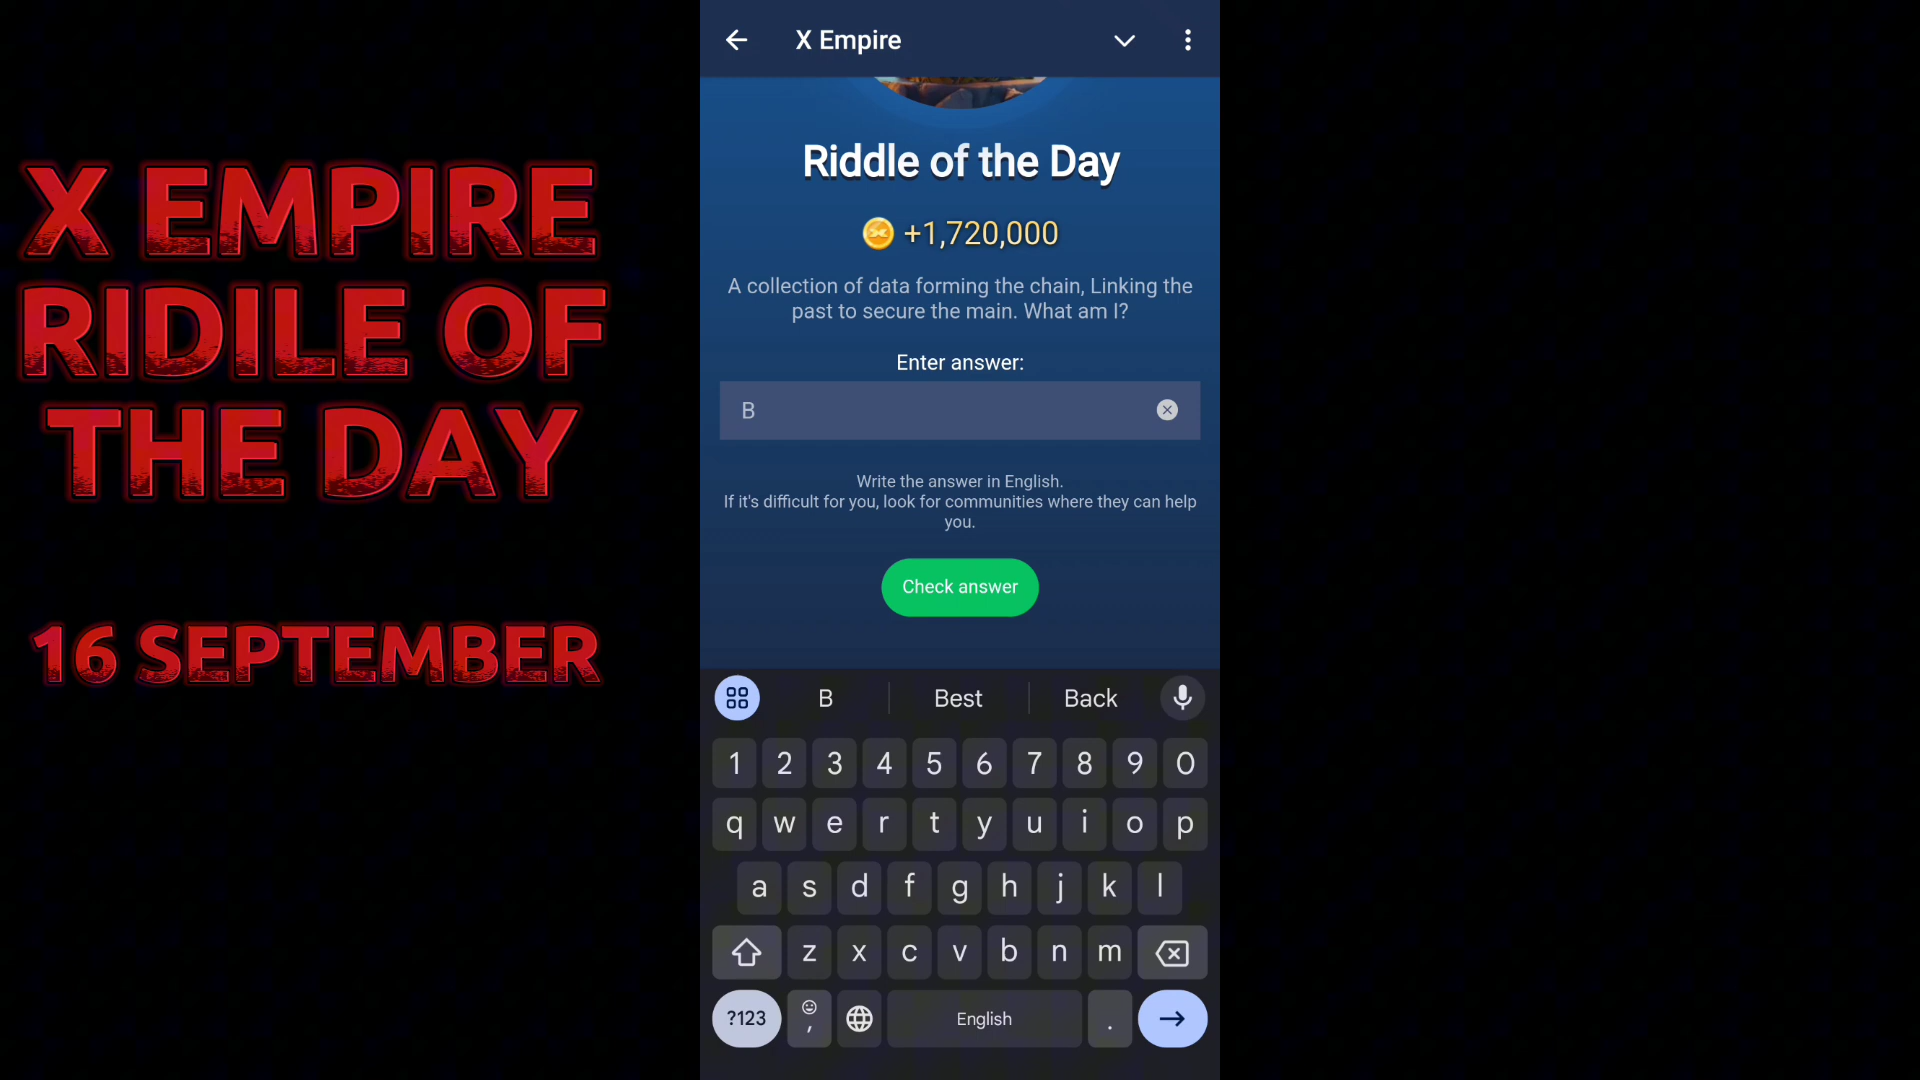 X EMPIRE
RIDILE OF
THE DAY
16 SEPTEMBER
X Empire
Riddle of the Day
+1,720,000
A collection of data forming the chain, Linking the
past to secure the main. What am I?
Enter answer:
B
Write the answer in English.
If it's difficult for you, look for communities where they can help
you.
Check answer
B Best Back
1 2 3 4 5 6 7 8 9 0
q w e r t y u i o p
a s d f g h j k l
z x c v b n m
?123 , English .